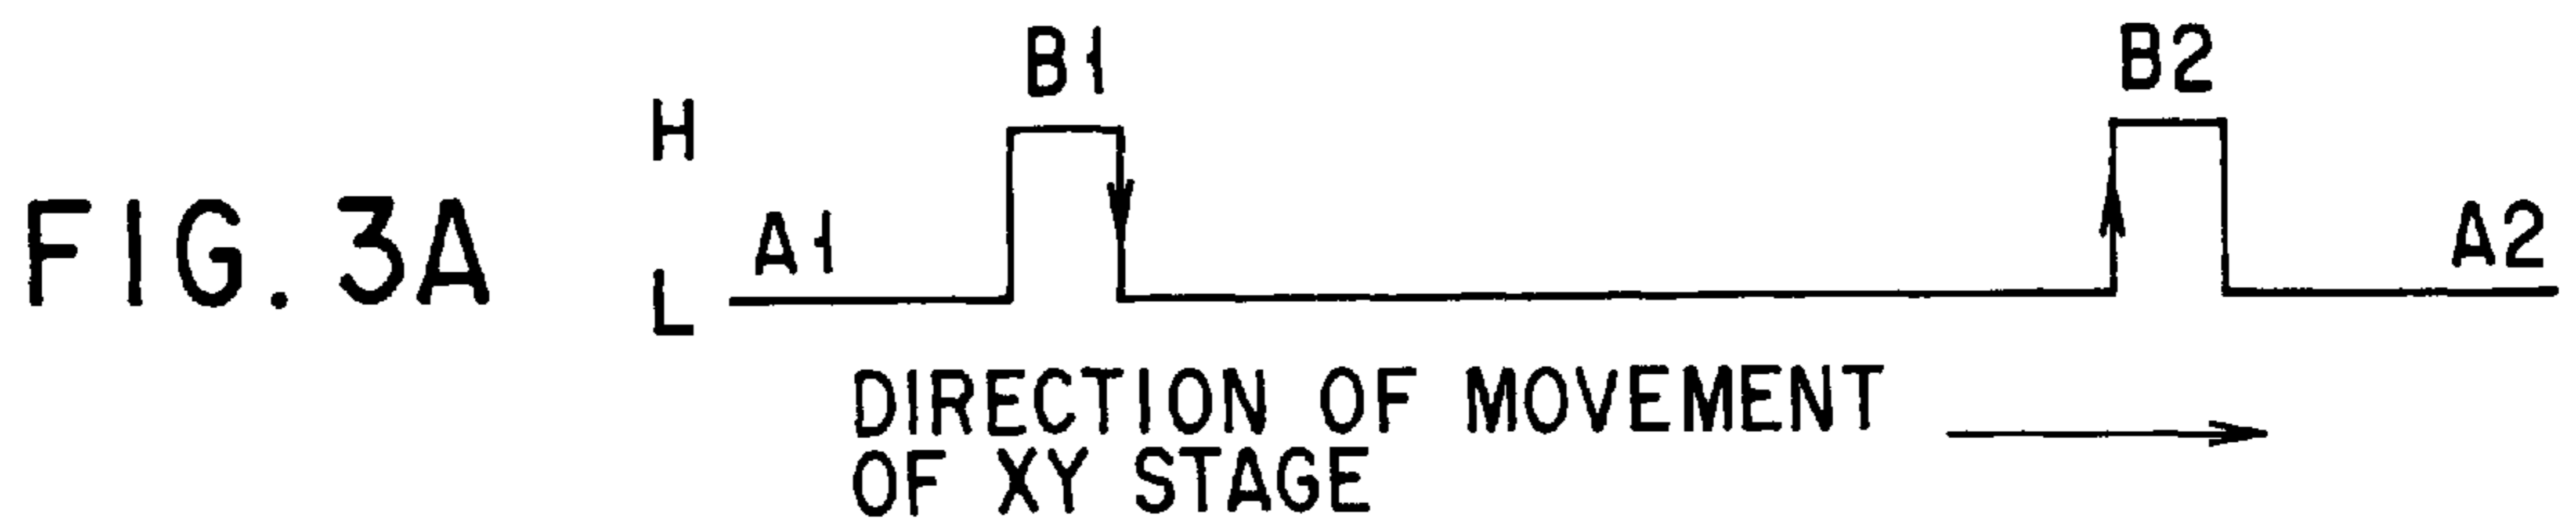 B1
B2
H
A1
A2
L
FIG. 3A
DIRECTION OF MOVEMENT
OF XY STAGE